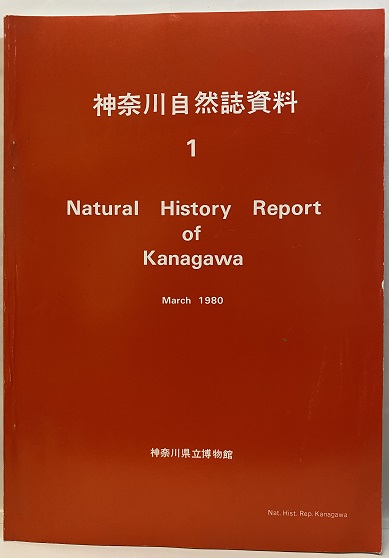 神奈川自然誌資料
1
Natural History Report
of
Kanagawa
March 1980
神奈川県立博物館
Nat. Hist. Rep. Kanagawa